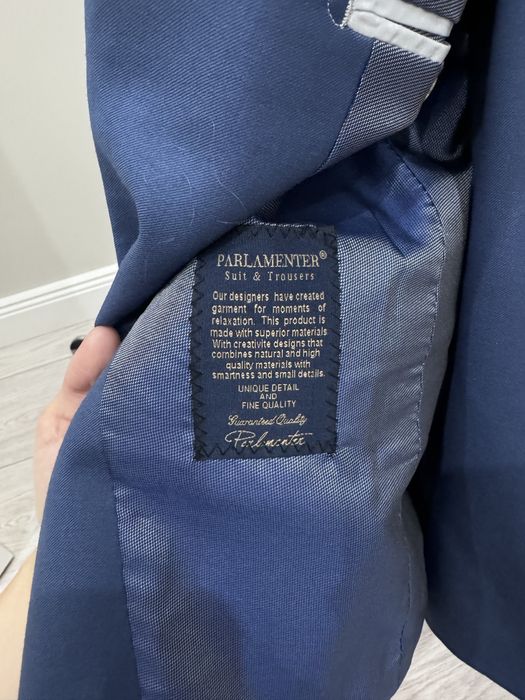 PARLAMENTER®
Suit & Trousers
Our designers have created
garment for moments of
relaxation. This product is
made with superior materials
With creativite designs that
combines natural and high
quality materials with
smartness and small details.
UNIQUE DETAIL
AND
FINE QUALITY
Guaranteed Quality
Parlmenter